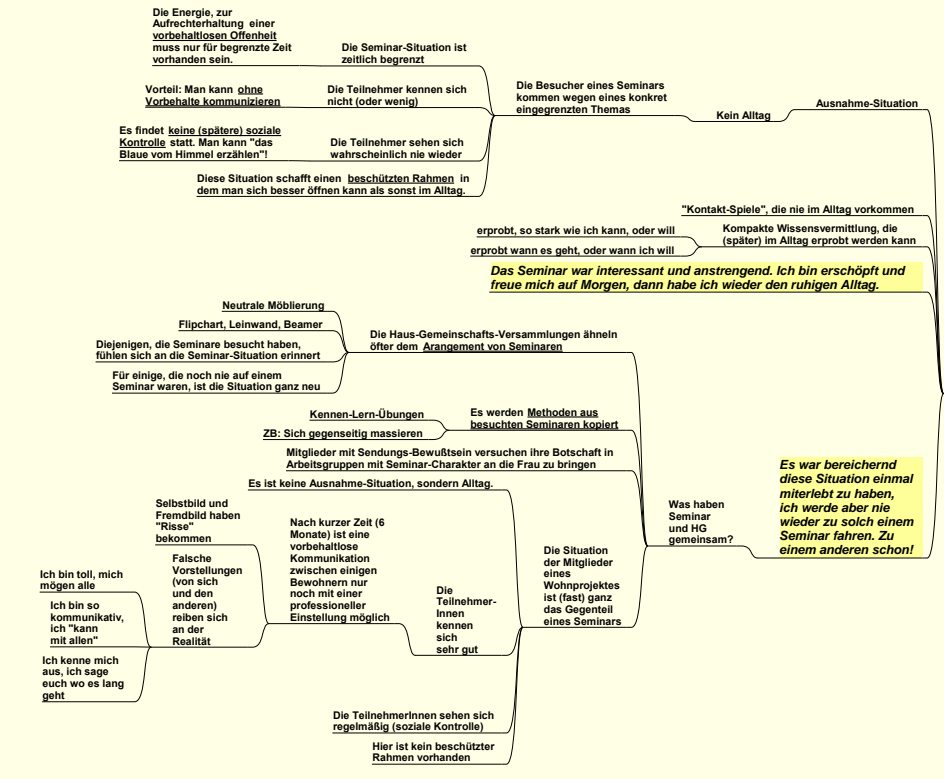 Die Energie, zur
Aufrechterhaltung einer
vorbehaltlosen Offenheit
muss nur für begrenzte Zeit
vorhanden sein.
Die Seminar-Situation ist
zeitlich begrenzt
Vorteil: Man kann ohne
Vorbehalte kommunizieren
Die Teilnehmer kennen sich
nicht (oder wenig)
Es findet keine (spätere) soziale
Kontrolle statt. Man kann "das
Blaue vom Himmel erzählen"!
Die Teilnehmer sehen sich
wahrscheinlich nie wieder
Diese Situation schafft einen beschützten Rahmen in
dem man sich besser öffnen kann als sonst im Alltag.
Die Besucher eines Seminars
kommen wegen eines konkret
eingegrenzten Themas
Kein Alltag
Ausnahme-Situation
"Kontakt-Spiele", die nie im Alltag vorkommen
erprobt, so stark wie ich kann, oder will
erprobt wann es geht, oder wann ich will
Kompakte Wissensvermittlung, die
(später) im Alltag erprobt werden kann
Das Seminar war interessant und anstrengend. Ich bin erschöpft und
freue mich auf Morgen, dann habe ich wieder den ruhigen Alltag.
Neutrale Möblierung
Flipchart, Leinwand, Beamer
Diejenigen, die Seminare besucht haben,
fühlen sich an die Seminar-Situation erinnert
Für einige, die noch nie auf einem
Seminar waren, ist die Situation ganz neu
Die Haus-Gemeinschafts-Versammlungen ähneln
öfter dem Arangement von Seminaren
Kennen-Lern-Übungen
ZB: Sich gegenseitig massieren
Es werden Methoden aus
besuchten Seminaren kopiert
Mitglieder mit Sendungs-Bewußtsein versuchen ihre Botschaft in
Arbeitsgruppen mit Seminar-Charakter an die Frau zu bringen
Es ist keine Ausnahme-Situation, sondern Alltag.
Selbstbild und
Fremdbild haben
"Risse"
bekommen
Ich bin toll, mich
mögen alle
Ich bin so
kommunikativ,
ich "kann
mit allen"
Ich kenne mich
aus, ich sage
euch wo es lang
geht
Falsche
Vorstellungen
(von sich
und den
anderen)
reiben sich
an der
Realität
Nach kurzer Zeit (6
Monate) ist eine
vorbehaltlose
Kommunikation
zwischen einigen
Bewohnern nur
noch mit einer
professioneller
Einstellung möglich
Die
Teilnehmer-
Innen
kennen
sich
sehr gut
Die TeilnehmerInnen sehen sich
regelmäßig (soziale Kontrolle)
Hier ist kein beschützter
Rahmen vorhanden
Die Situation
der Mitglieder
eines
Wohnprojektes
ist (fast) ganz
das Gegenteil
eines Seminars
Was haben
Seminar
und HG
gemeinsam?
Es war bereichernd
diese Situation einmal
miterlebt zu haben,
ich werde aber nie
wieder zu solch einem
Seminar fahren. Zu
einem anderen schon!